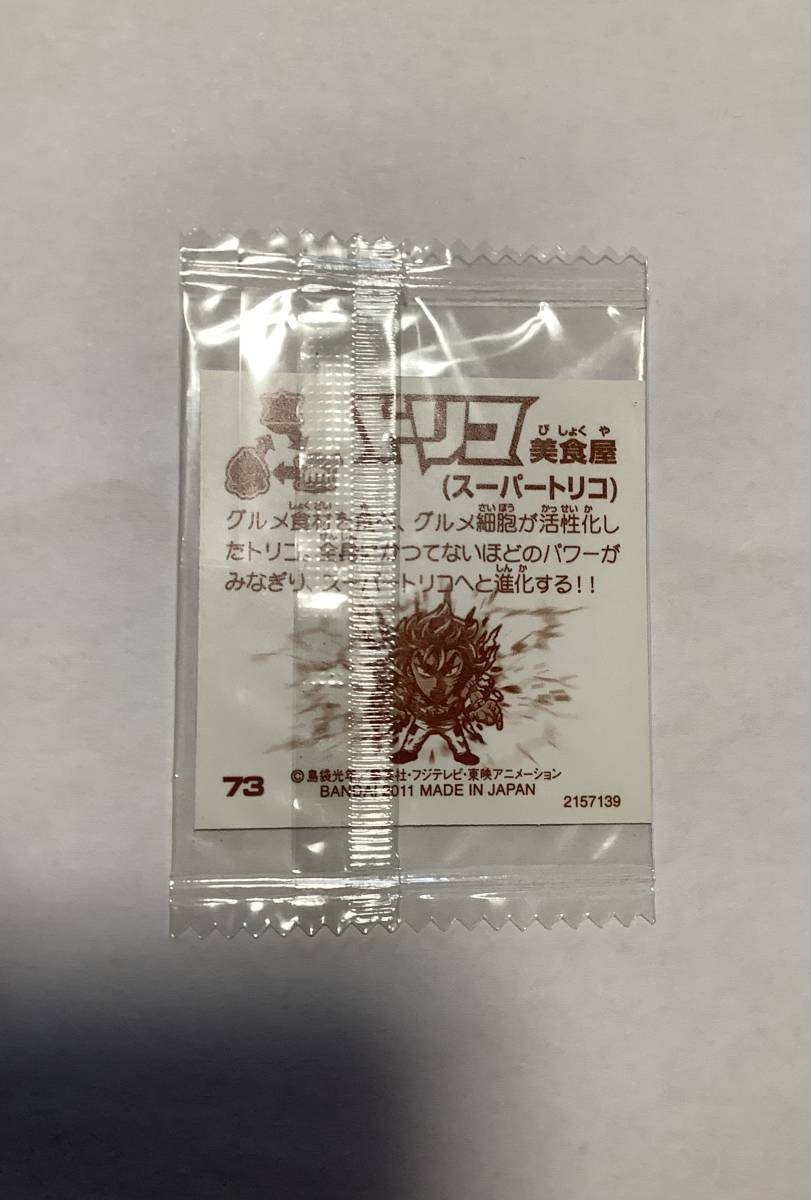 トリコ
美食屋
びしょくや
(スーパートリコ)
グルメ食材を食べ、グルメ細胞が活性化し
たトリコ。全身にかつてないほどのパワーが
みなぎり、スーパートリコへと進化する!!
73
©島袋光年／集英社・フジテレビ・東映アニメーション
BANDAI 2011 MADE IN JAPAN
2157139